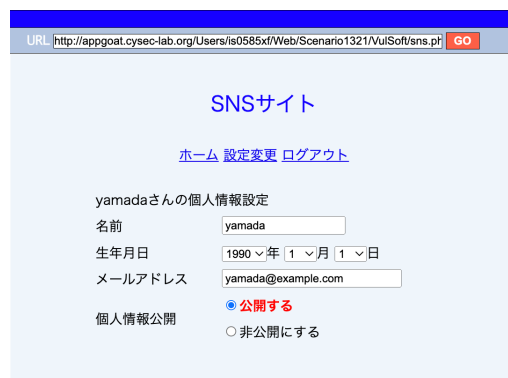 URL http://appgoat.cysec-lab.org/Users/is0585xf/Web/Scenario1321/VulSoft/sns.ph GO
SNSサイト
ホーム 設定変更 ログアウト
yamadaさんの個人情報設定
名前 yamada
生年月日 1990 年 1 月 1 日
メールアドレス yamada@example.com
個人情報公開
公開する
非公開にする